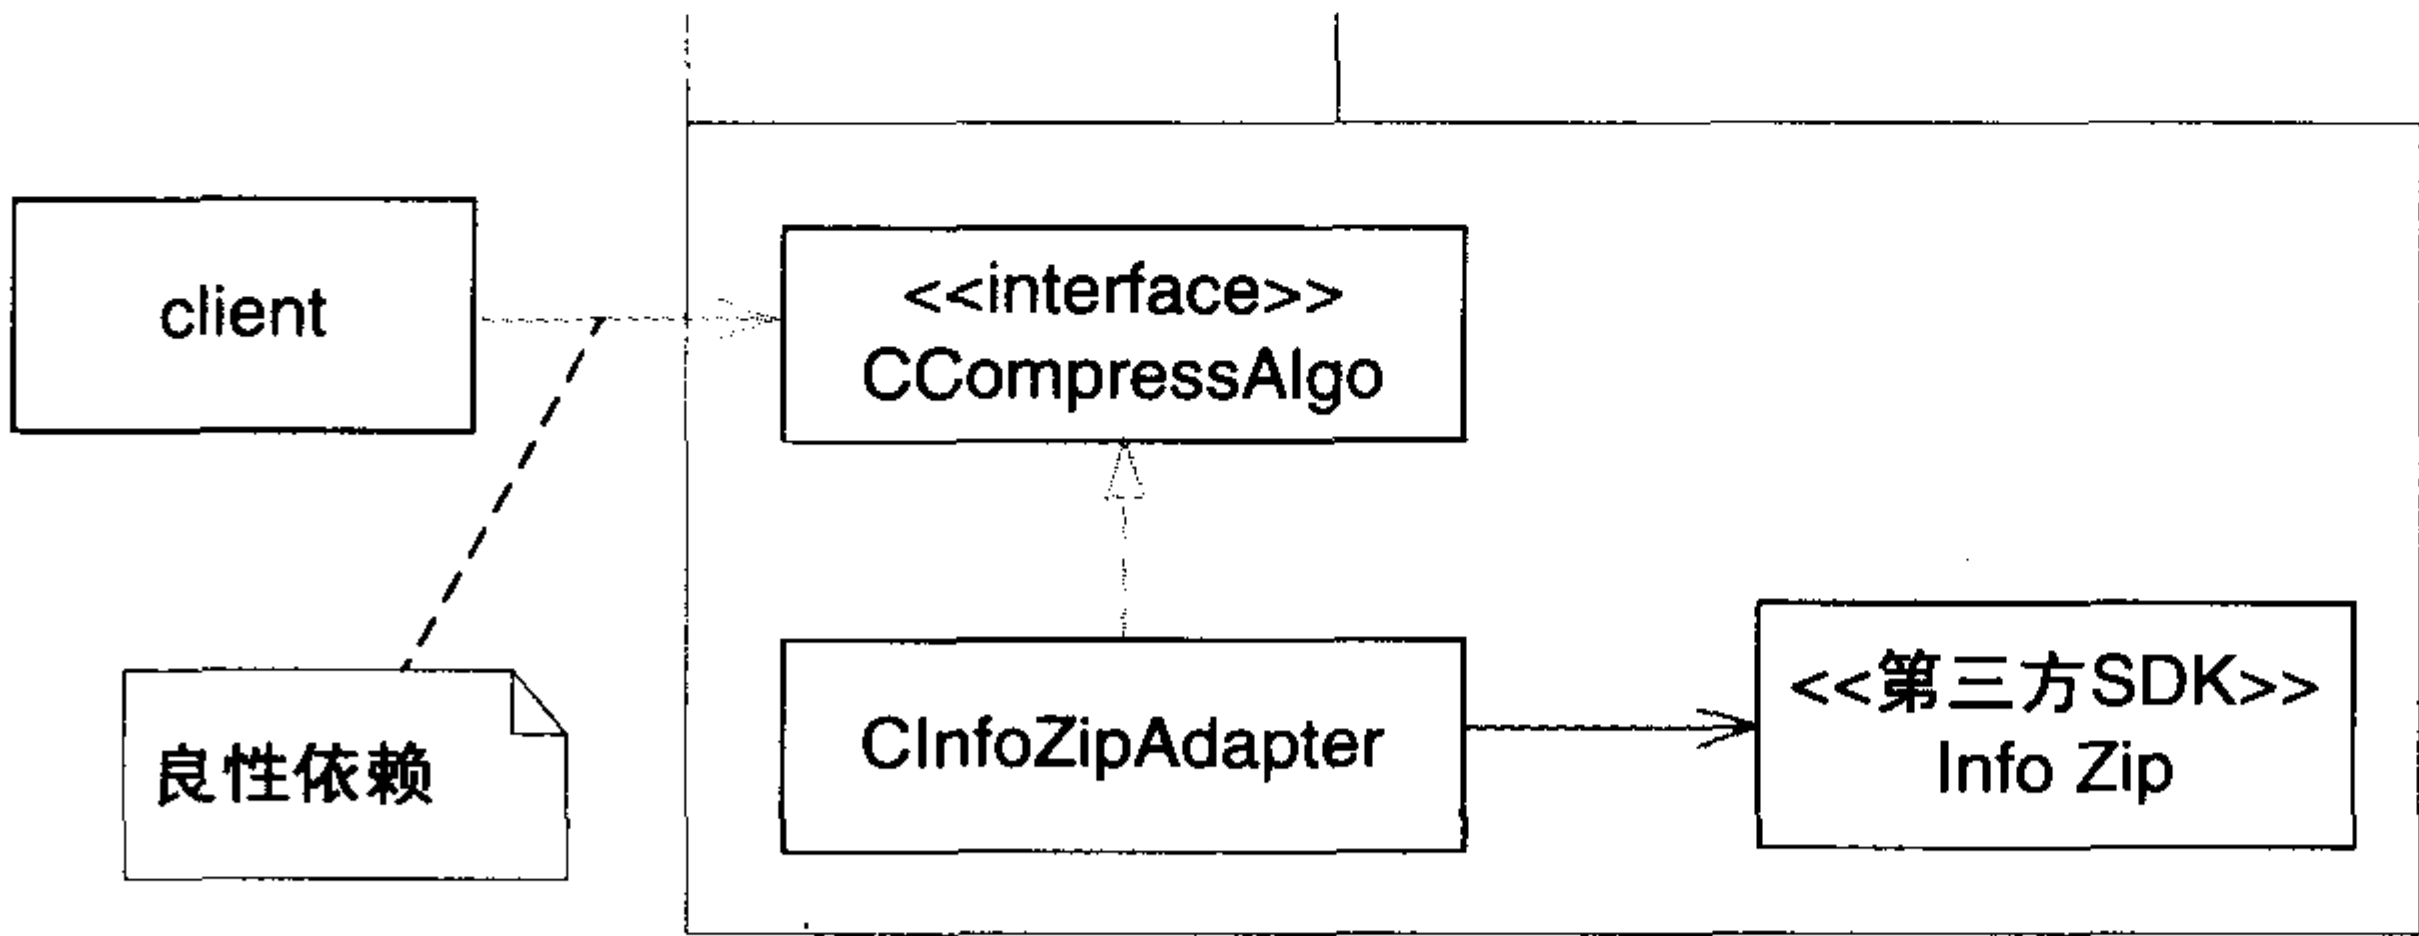 client
<<interface>>
CCompressAlgo
良性依赖
CInfoZipAdapter
<<第三方SDK>>
Info Zip